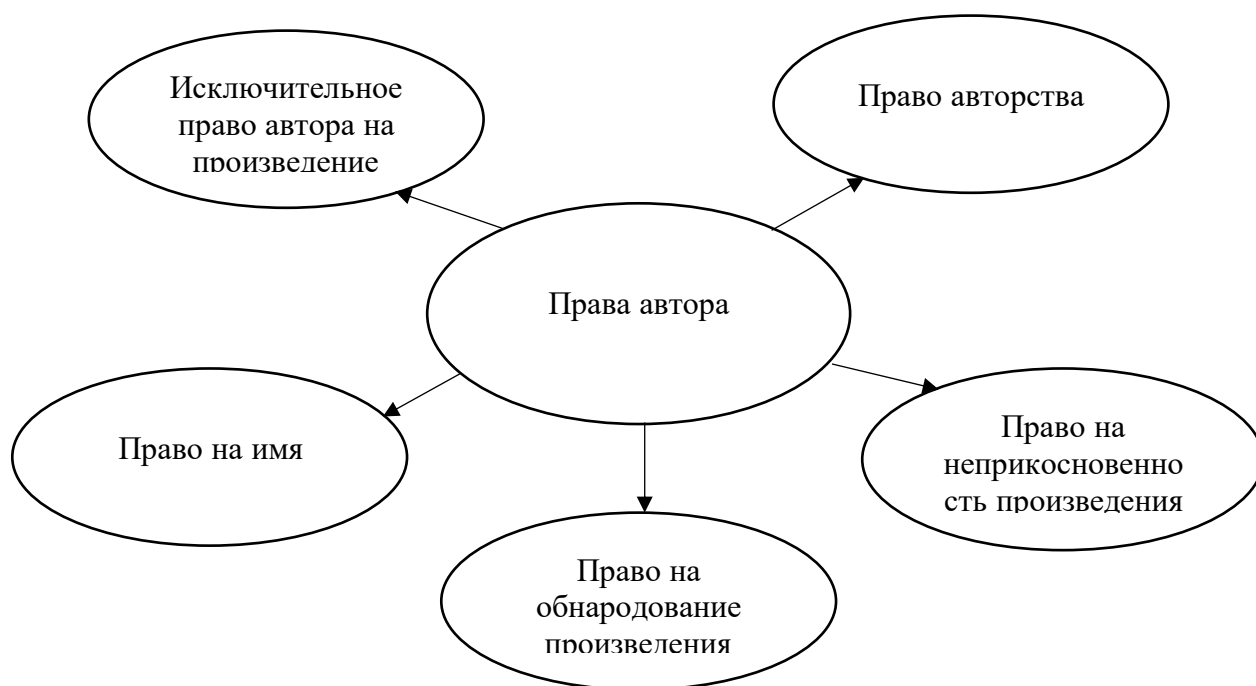 Исключительное
право автора на
произведение
Право авторства
Права автора
Право на имя
Право на
неприкосновенно
сть произведения
Право на
обнародование
произведения